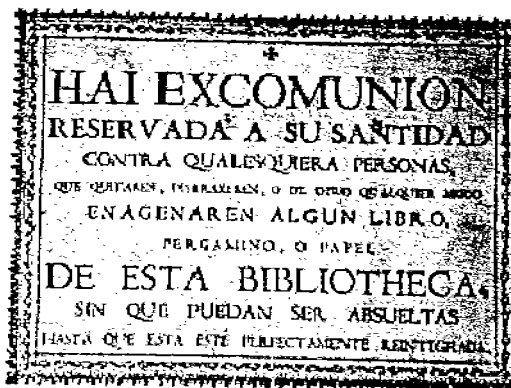 HAI EXCOMUNION
RESERVADA A SU SANTIDAD
CONTRA QUALESQUIERA PERSONAS,
QUE QUITAREN, DISTRAXEREN, O DE OTRO QUALQUIER MODO
ENAGENAREN ALGUN LIBRO,
PERGAMINO, O PAPEL
DE ESTA BIBLIOTHECA,
SIN QUE PUEDAN SER ABSUELTAS
HASTA QUE ESTA ESTÉ PERFECTAMENTE REINTEGRADA.